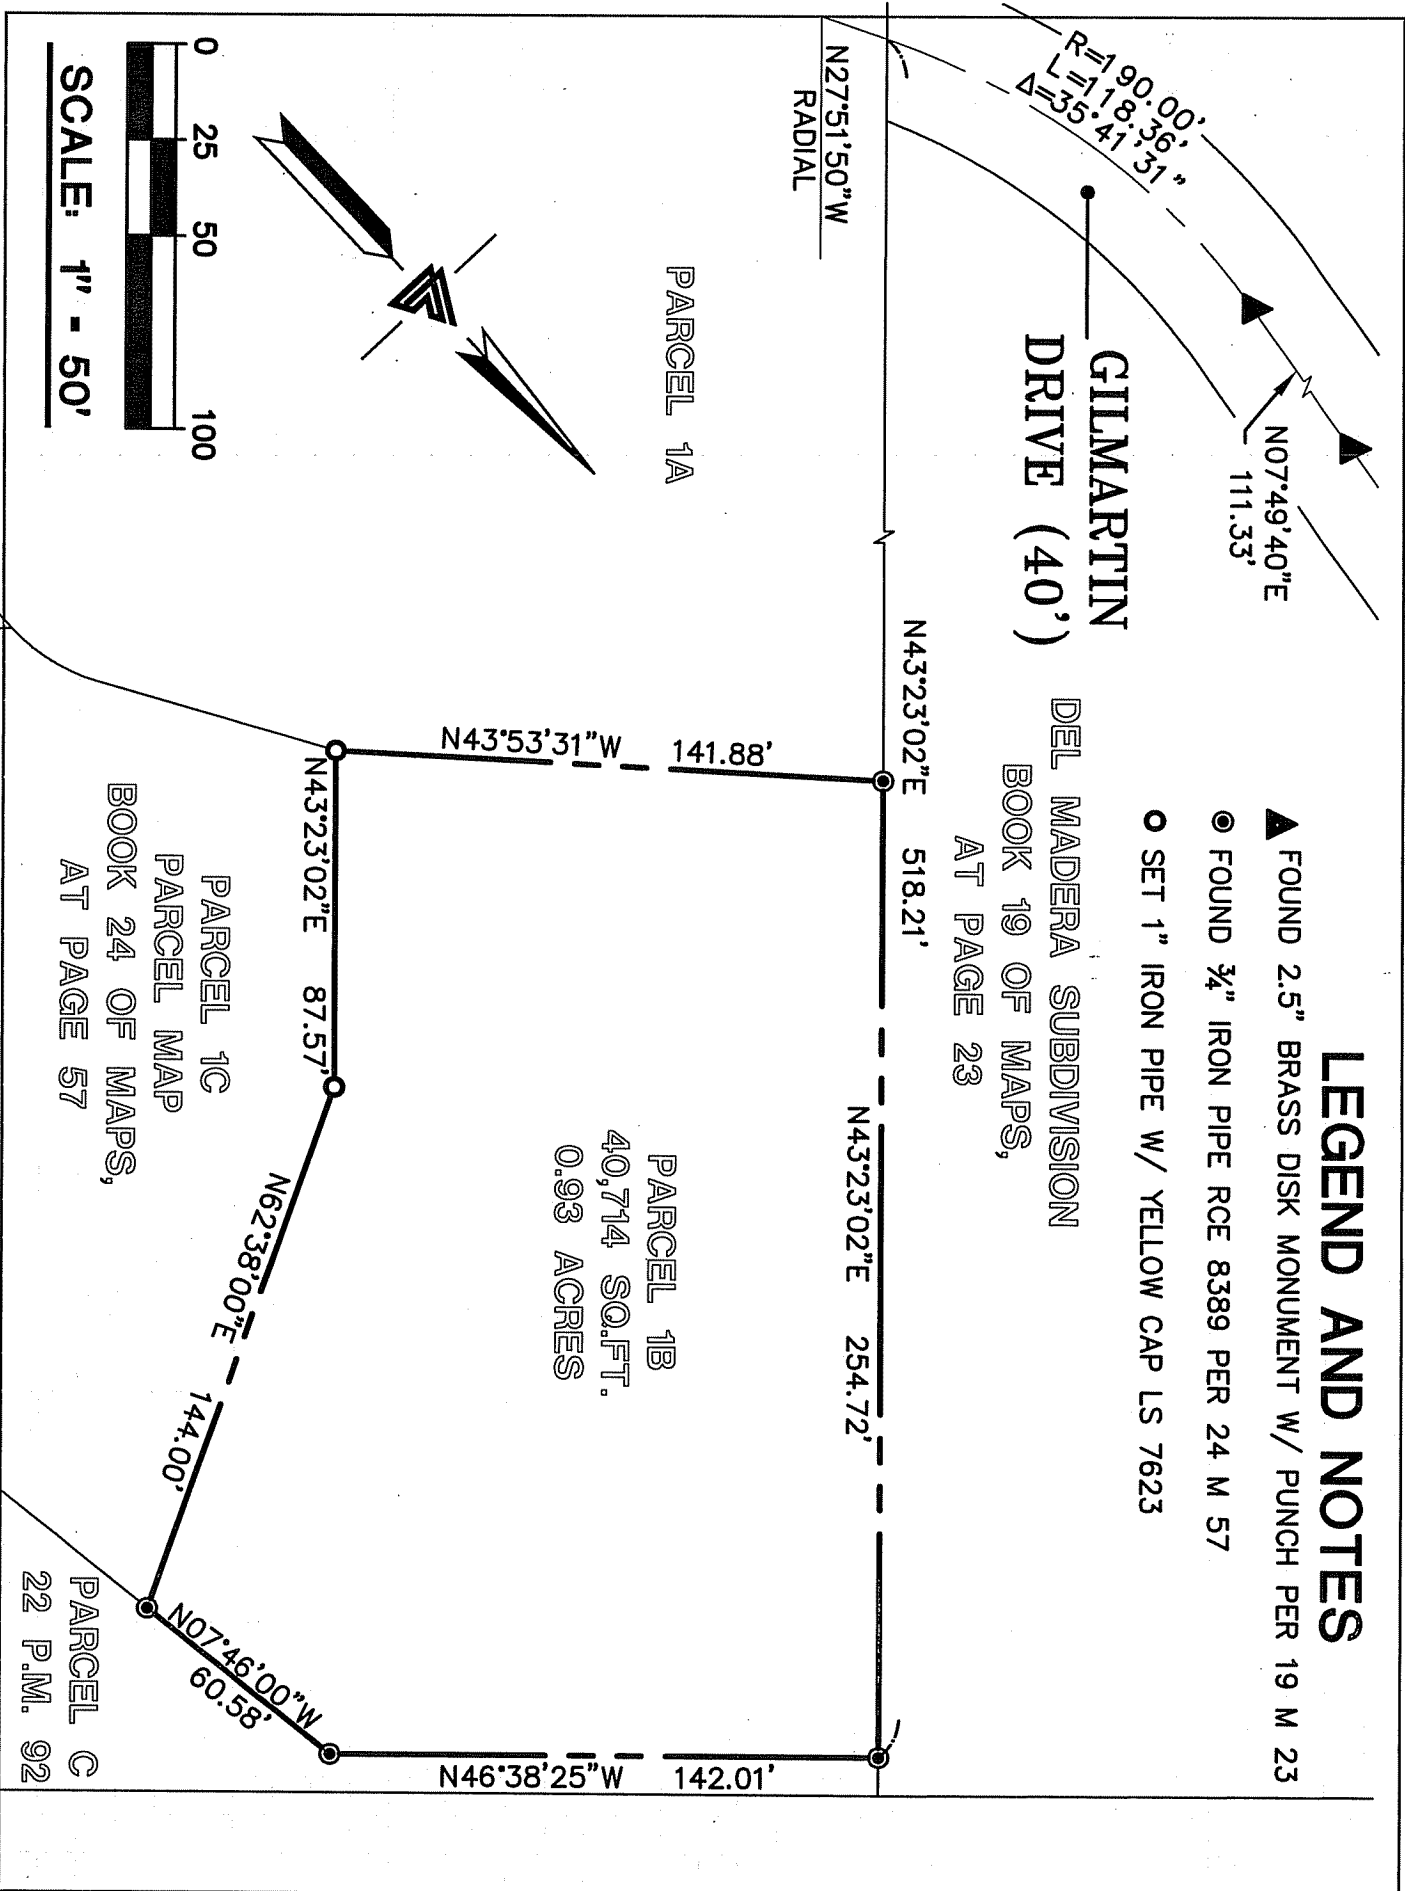 LEGEND AND NOTES
▲ FOUND 2.5" BRASS DISK MONUMENT W/ PUNCH PER 19 M 23
FOUND ¾" IRON PIPE RCE 8389 PER 24 M 57
SET 1" IRON PIPE W/ YELLOW CAP LS 7623
R=190.00'
L=118.36'
Δ=35°41'31"
N07°49'40"E
111.33'
GILMARTIN
DRIVE (40')
DEL MADERA SUBDIVISION
BOOK 19 OF MAPS,
AT PAGE 23
N27°51'50"W
RADIAL
N43°23'02"E 518.21'
N43°23'02"E 254.72'
PARCEL 1A
N43°53'31"W 141.88'
PARCEL 1B
40,714 SQ.FT.
0.93 ACRES
N46°38'25"W 142.01'
N43°23'02"E 87.57'
N62°38'00"E 144.00'
N07°46'00"W
60.58'
PARCEL 1C
PARCEL MAP
BOOK 24 OF MAPS,
AT PAGE 57
PARCEL C
22 P.M. 92
0 25 50 100
SCALE: 1" - 50'